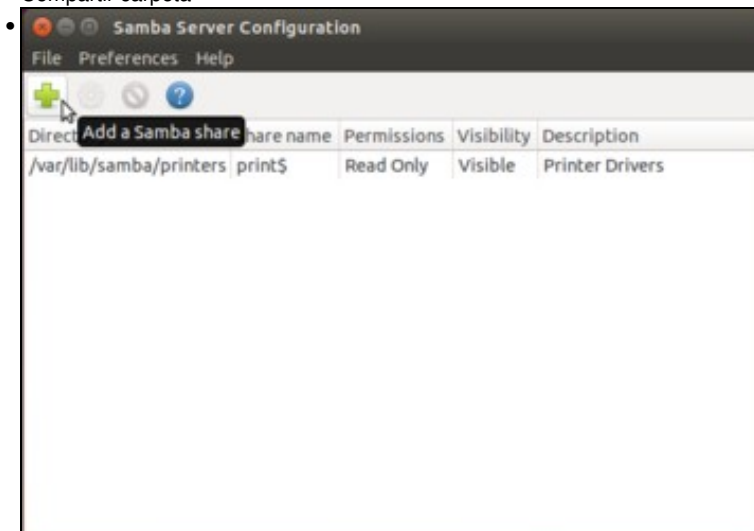 Compartir carpeta
Samba Server Configuration
File Preferences Help
Add a Samba share
Direct hare name Permissions Visibility Description
/var/lib/samba/printers print$ Read Only Visible Printer Drivers